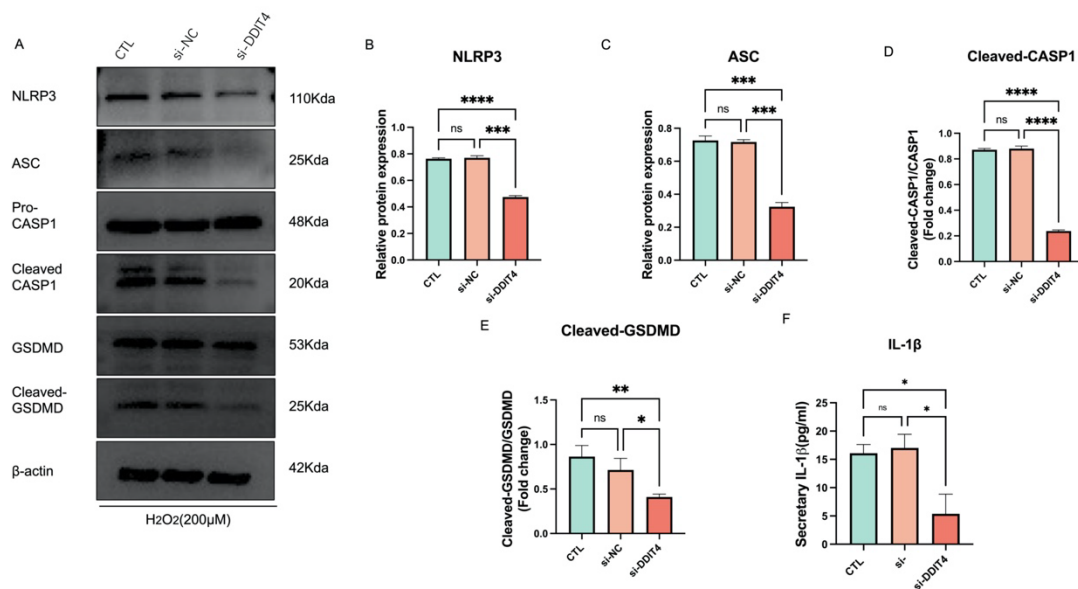 A
CTL
si-NC
si-DDIT4
NLRP3
110Kda
ASC
25Kda
Pro-
CASP1
48Kda
Cleaved
CASP1
20Kda
GSDMD
53Kda
Cleaved-
GSDMD
25Kda
β-actin
42Kda
H2O2(200μM)
B
NLRP3
Relative protein expression
1.0
0.8
0.6
0.4
0.2
0.0
****
ns
***
CTL
si-NC
si-DDIT4
C
ASC
Relative protein expression
0.8
0.6
0.4
0.2
0.0
***
ns
***
CTL
si-NC
si-DDIT4
D
Cleaved-CASP1
Cleaved-CASP1/CASP1
(Fold change)
1.0
0.8
0.6
0.4
0.2
0.0
****
ns
****
CTL
si-NC
si-DDIT4
E
Cleaved-GSDMD
Cleaved-GSDMD/GSDMD
(Fold change)
1.5
1.0
0.5
0.0
**
ns
*
CTL
si-NC
si-DDIT4
F
IL-1β
Secretary IL-1β(pg/ml)
25
20
15
10
5
0
*
ns
*
CTL
si-
si-DDIT4